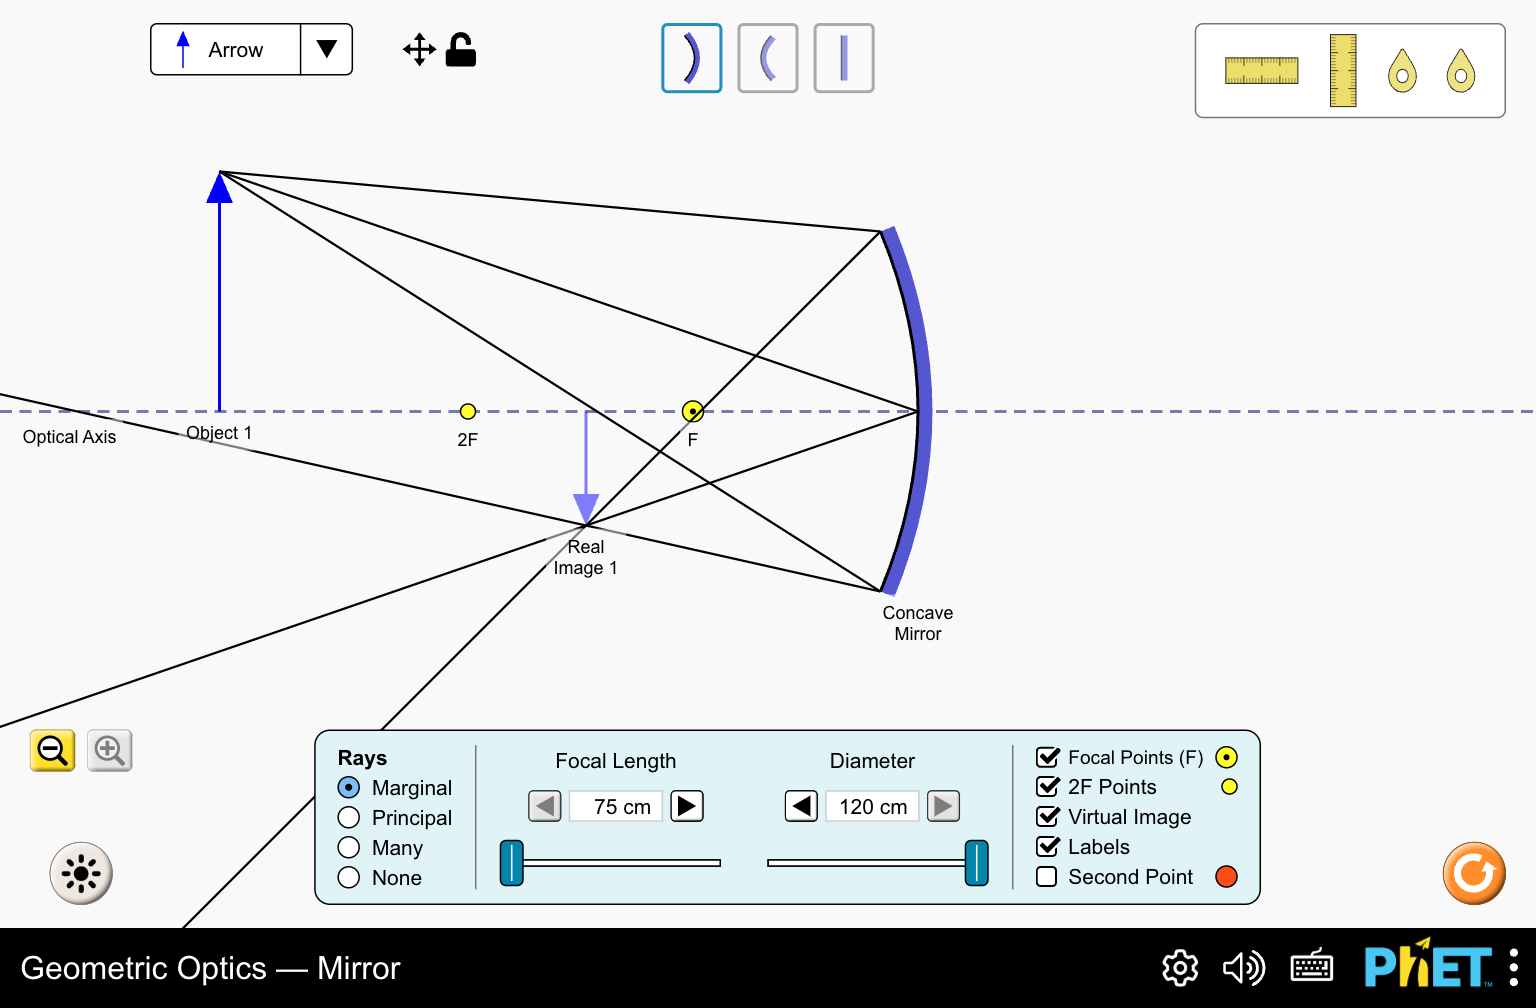 Arrow
Optical Axis
Object 1
2F
F
Real
Image 1
Concave
Mirror
Rays
Marginal
Principal
Many
None
Focal Length
75 cm
Diameter
120 cm
Focal Points (F)
2F Points
Virtual Image
Labels
Second Point
Geometric Optics — Mirror
PhET